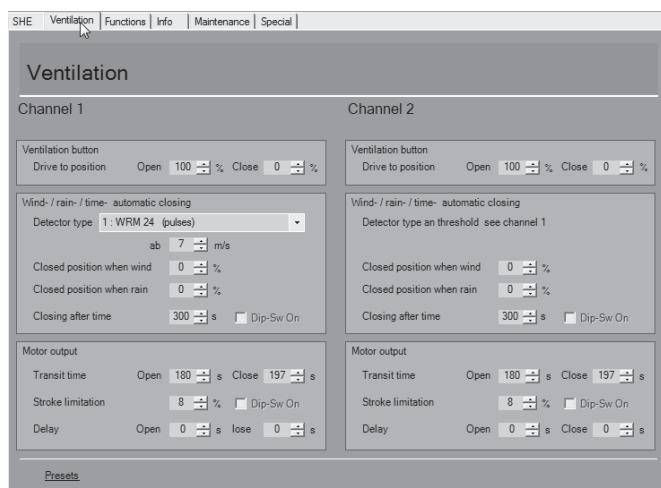 SHE Ventilation Functions Info Maintenance Special
Ventilation
Channel 1
Ventilation button
Drive to position Open 100 % Close 0 %
Wind- / rain- / time- automatic closing
Detector type 1 : WRM 24 (pulses)
ab 7 m/s
Closed position when wind 0 %
Closed position when rain 0 %
Closing after time 300 s Dip-Sw On
Motor output
Transit time Open 180 s Close 197 s
Stroke limitation 8 % Dip-Sw On
Delay Open 0 s lose 0 s
Channel 2
Ventilation button
Drive to position Open 100 % Close 0 %
Wind- / rain- / time- automatic closing
Detector type an threshold see channel 1
Closed position when wind 0 %
Closed position when rain 0 %
Closing after time 300 s Dip-Sw On
Motor output
Transit time Open 180 s Close 197 s
Stroke limitation 8 % Dip-Sw On
Delay Open 0 s Close 0 s
Presets